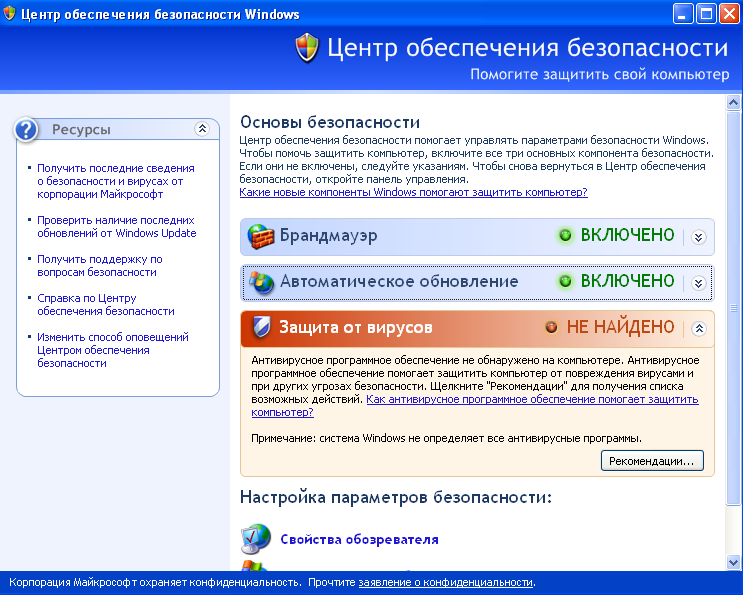 Центр обеспечения безопасности Windows
Центр обеспечения безопасности
Помогите защитить свой компьютер
Ресурсы
Получить последние сведения
о безопасности и вирусах от
корпорации Майкрософт
Проверить наличие последних
обновлений от Windows Update
Получить поддержку по
вопросам безопасности
Справка по Центру
обеспечения безопасности
Изменить способ оповещений
Центром обеспечения
безопасности
Основы безопасности
Центр обеспечения безопасности помогает управлять параметрами безопасности Windows.
Чтобы помочь защитить компьютер, включите все три основных компонента безопасности.
Если они не включены, следуйте указаниям. Чтобы снова вернуться в Центр обеспечения
безопасности, откройте панель управления.
Какие новые компоненты Windows помогают защитить компьютер?
Брандмауэр ВКЛЮЧЕНО
Автоматическое обновление ВКЛЮЧЕНО
Защита от вирусов НЕ НАЙДЕНО
Антивирусное программное обеспечение не обнаружено на компьютере. Антивирусное
программное обеспечение помогает защитить компьютер от повреждения вирусами и
при других угрозах безопасности. Щелкните "Рекомендации" для получения списка
возможных действий. Как антивирусное программное обеспечение помогает защитить
компьютер?
Примечание: система Windows не определяет все антивирусные программы.
Рекомендации...
Настройка параметров безопасности:
Свойства обозревателя
Корпорация Майкрософт охраняет конфиденциальность. Прочтите заявление о конфиденциальности.